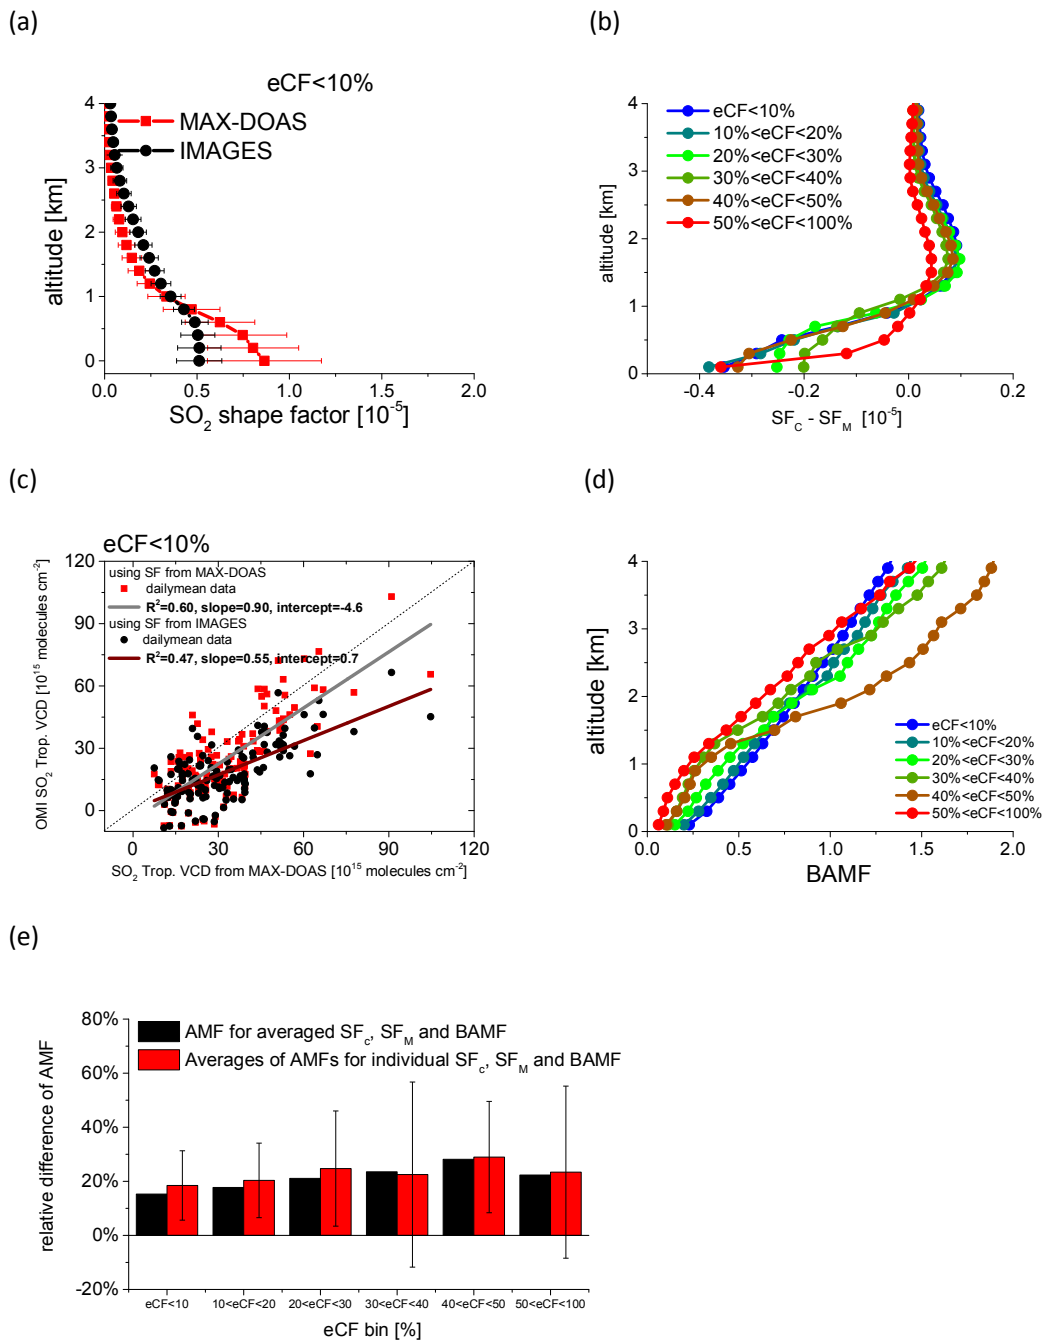 (a)
(b)
eCF<10%
MAX-DOAS
IMAGES
altitude [km]
4
3
2
1
0
0.0
0.5
1.0
1.5
2.0
SO2 shape factor [10-5]
eCF<10%
10%<eCF<20%
20%<eCF<30%
30%<eCF<40%
40%<eCF<50%
50%<eCF<100%
altitude [km]
4
3
2
1
0
-0.4
-0.2
0.0
0.2
SFC - SFM [10-5]
(c)
(d)
eCF<10%
using SF from MAX-DOAS
dailymean data
R2=0.60, slope=0.90, intercept=-4.6
using SF from IMAGES
dailymean data
R2=0.47, slope=0.55, intercept=0.7
OMI SO2 Trop. VCD [1015 molecules cm-2]
120
90
60
30
0
0
30
60
90
120
SO2 Trop. VCD from MAX-DOAS [1015 molecules cm-2]
altitude [km]
4
3
2
1
0
eCF<10%
10%<eCF<20%
20%<eCF<30%
30%<eCF<40%
40%<eCF<50%
50%<eCF<100%
0.0
0.5
1.0
1.5
2.0
BAMF
(e)
AMF for averaged SFc, SFM and BAMF
Averages of AMFs for individual SFc, SFM and BAMF
relative difference of AMF
80%
60%
40%
20%
0%
-20%
eCF<10
10<eCF<20
20<eCF<30
30<eCF<40
40<eCF<50
50<eCF<100
eCF bin [%]